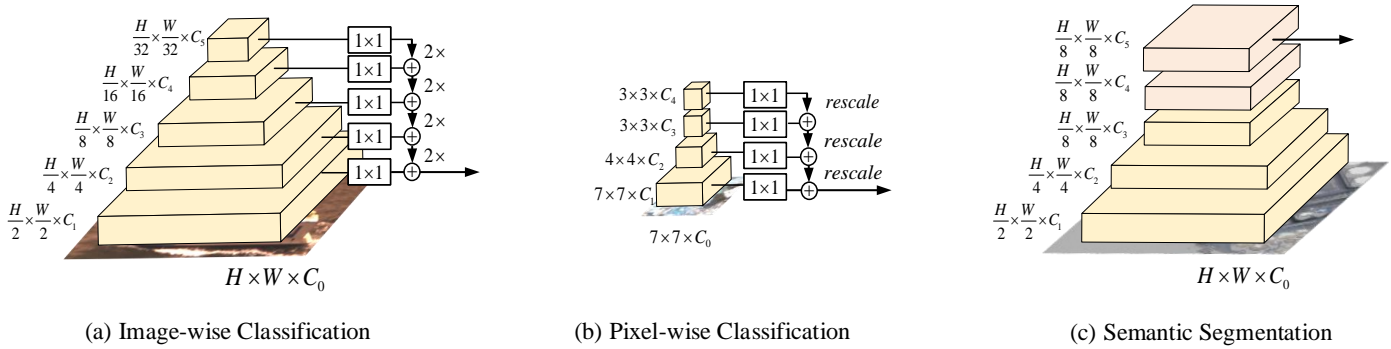 H/32 × W/32 × C₅
1×1
2×
H/16 × W/16 × C₄
1×1
+
2×
H/8 × W/8 × C₃
1×1
+
2×
H/4 × W/4 × C₂
1×1
+
2×
H/2 × W/2 × C₁
1×1
+
H × W × C₀
(a) Image-wise Classification
3×3×C₄
1×1
rescale
3×3×C₃
1×1
+
rescale
4×4×C₂
1×1
+
rescale
7×7×C₁
1×1
+
7×7×C₀
(b) Pixel-wise Classification
H/8 × W/8 × C₅
H/8 × W/8 × C₄
H/8 × W/8 × C₃
H/4 × W/4 × C₂
H/2 × W/2 × C₁
H × W × C₀
(c) Semantic Segmentation